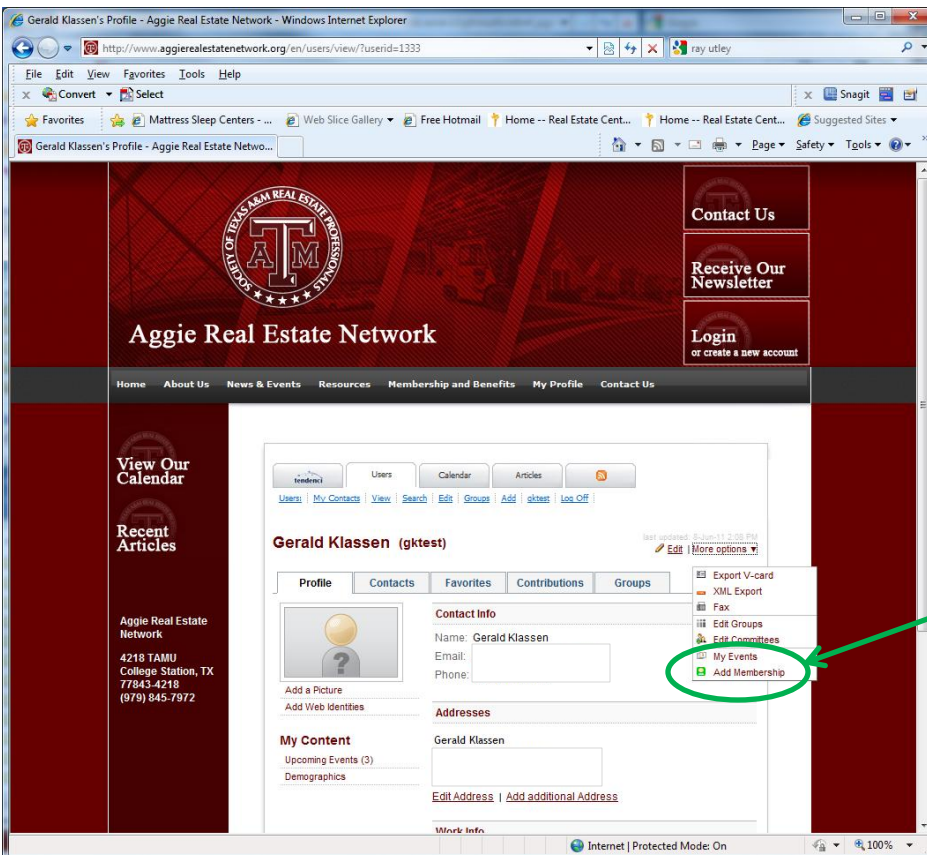 Gerald Klassen's Profile - Aggie Real Estate Network - Windows Internet Explorer
http://www.aggierealestatenetwork.org/en/users/view/?userid=1333
ray utley
File Edit View Favorites Tools Help
x Convert Select
x Snagit
Favorites Mattress Sleep Centers - ... Web Slice Gallery Free Hotmail Home -- Real Estate Cent... Home -- Real Estate Cent... Suggested Sites
Gerald Klassen's Profile - Aggie Real Estate Netwo...
Page Safety Tools
SOCIETY OF TEXAS A&M REAL ESTATE PROFESSIONALS
ATM
Aggie Real Estate Network
Contact Us
Receive Our
Newsletter
Login
or create a new account
Home About Us News & Events Resources Membership and Benefits My Profile Contact Us
View Our
Calendar
Recent
Articles
Aggie Real Estate
Network
4218 TAMU
College Station, TX
77843-4218
(979) 845-7972
tendenci Users Calendar Articles
Users: My Contacts View Search Edit Groups Add gktest Log Off
Gerald Klassen (gktest)
last updated: 8-Jun-11 2:06 PM
Edit | More options
Profile Contacts Favorites Contributions Groups
Export V-card
XML Export
Fax
Edit Groups
Edit Committees
My Events
Add Membership
?
Add a Picture
Add Web Identities
My Content
Upcoming Events (3)
Demographics
Contact Info
Name: Gerald Klassen
Email:
Phone:
Addresses
Gerald Klassen
Edit Address | Add additional Address
Work Info
Internet | Protected Mode: On
100%